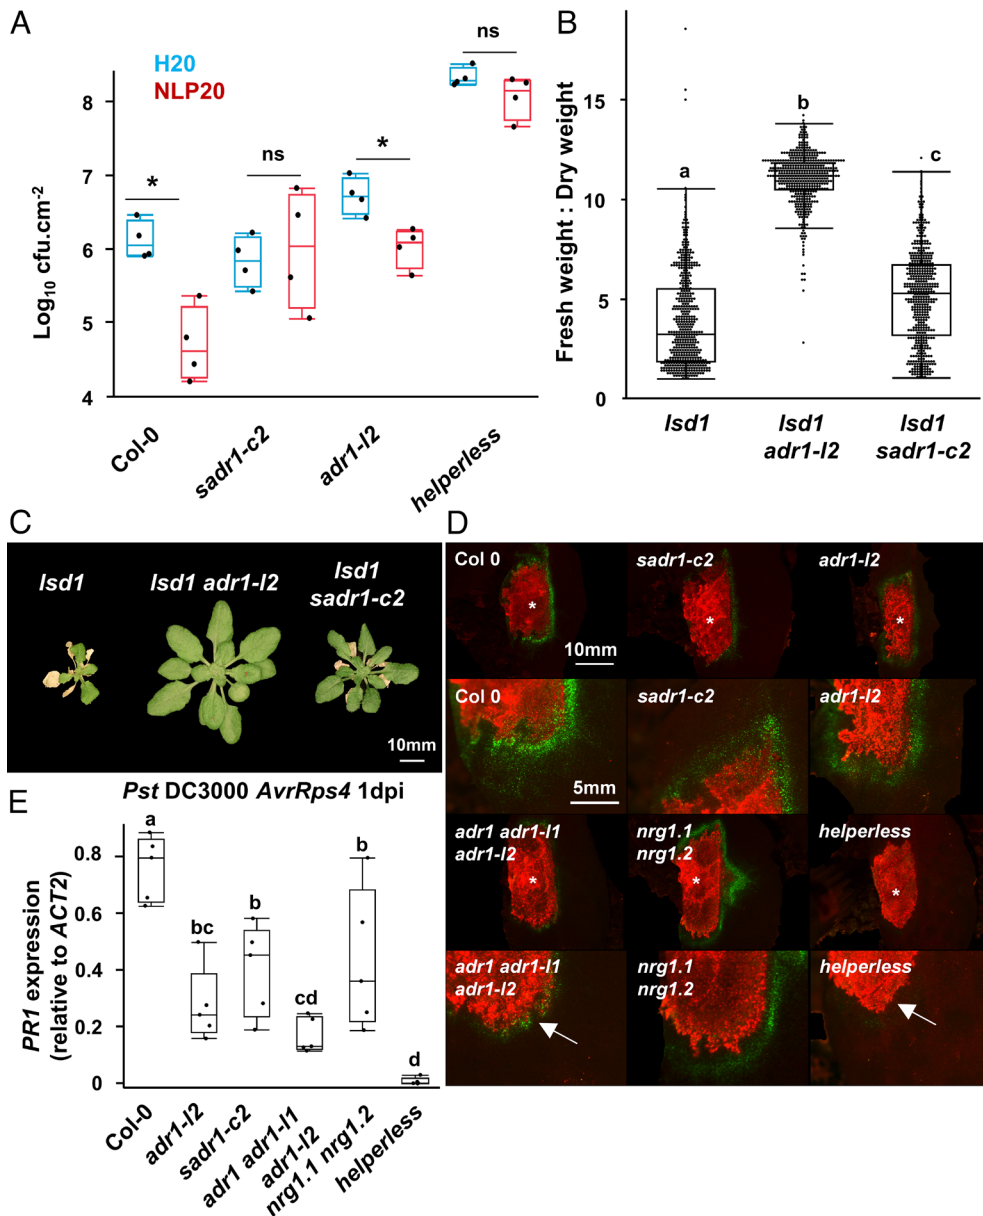 A
H20
NLP20
*
ns
*
ns
Log10 cfu.cm-2
8
7
6
5
4
Col-0
sadr1-c2
adr1-l2
helperless
B
Fresh weight : Dry weight
15
10
5
0
a
b
c
lsd1
lsd1
adr1-l2
lsd1
sadr1-c2
C
lsd1
lsd1 adr1-l2
lsd1
sadr1-c2
10mm
D
Col 0
sadr1-c2
adr1-l2
*
*
*
10mm
Col 0
sadr1-c2
adr1-l2
5mm
adr1 adr1-l1
adr1-l2
nrg1.1
nrg1.2
helperless
*
*
*
adr1 adr1-l1
adr1-l2
nrg1.1
nrg1.2
helperless
E
Pst DC3000 AvrRps4 1dpi
PR1 expression
(relative to ACT2)
0.8
0.6
0.4
0.2
0
a
bc
b
cd
b
d
Col-0
adr1-l2
sadr1-c2
adr1 adr1-l1
adr1-l2
nrg1.1 nrg1.2
helperless